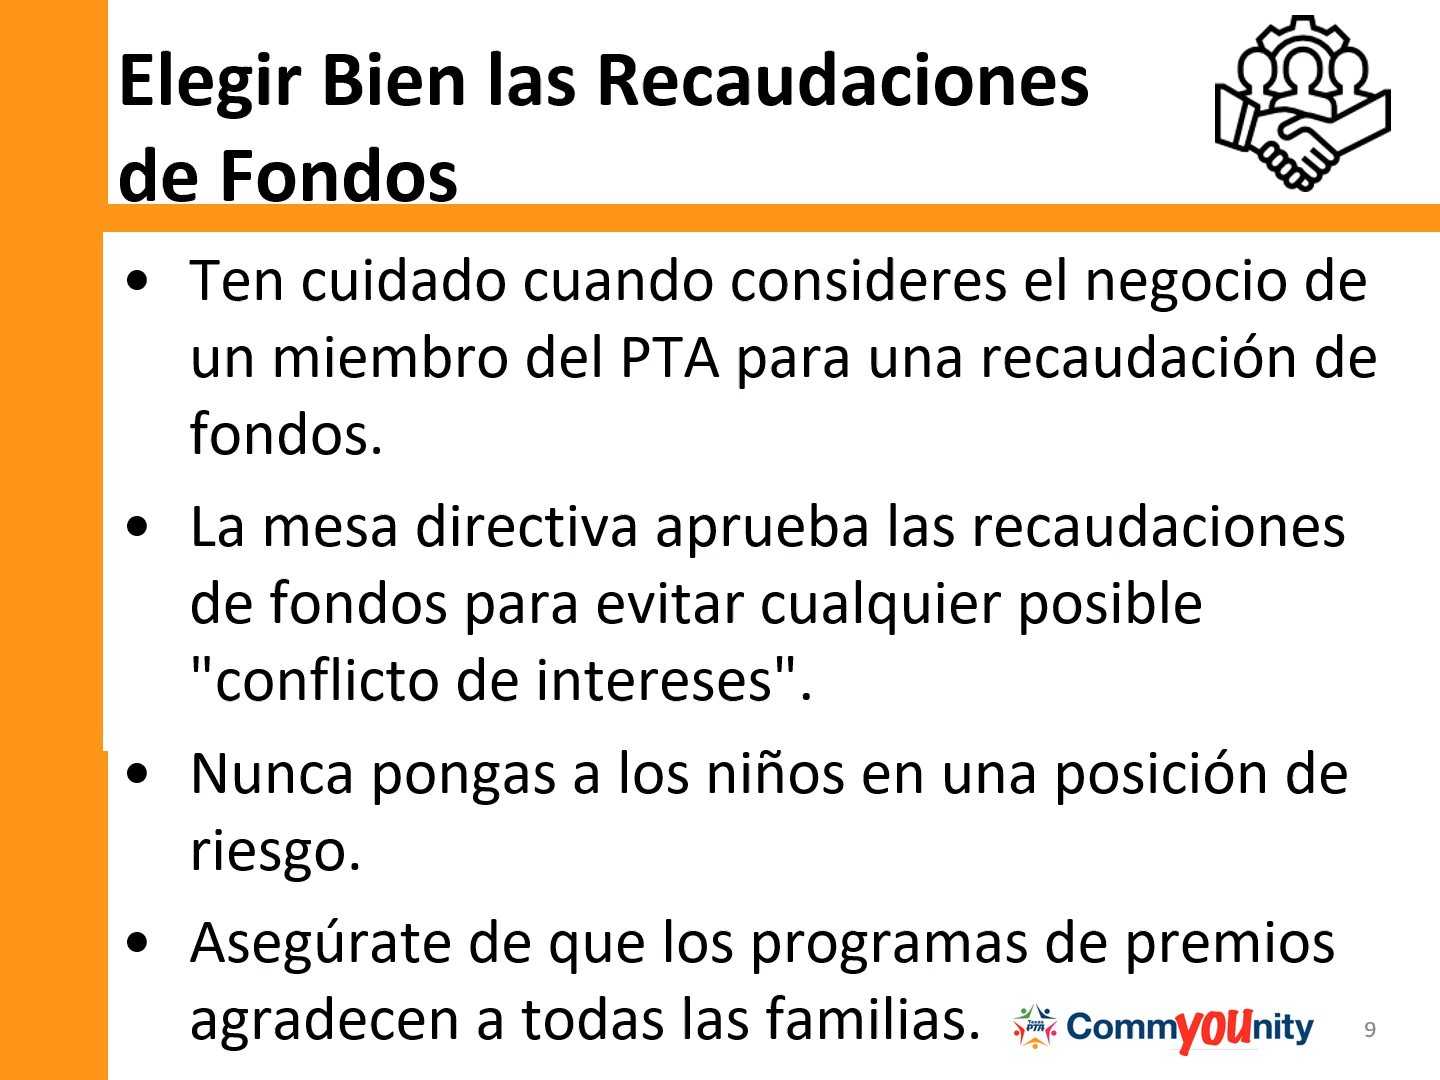 Elegir Bien las Recaudaciones
de Fondos
• Ten cuidado cuando consideres el negocio de
un miembro del PTA para una recaudación de
fondos.
• La mesa directiva aprueba las recaudaciones
de fondos para evitar cualquier posible
"conflicto de intereses".
• Nunca pongas a los niños en una posición de
riesgo.
• Asegúrate de que los programas de premios
agradecen a todas las familias.
Texas
PTA
CommYOUnity
9